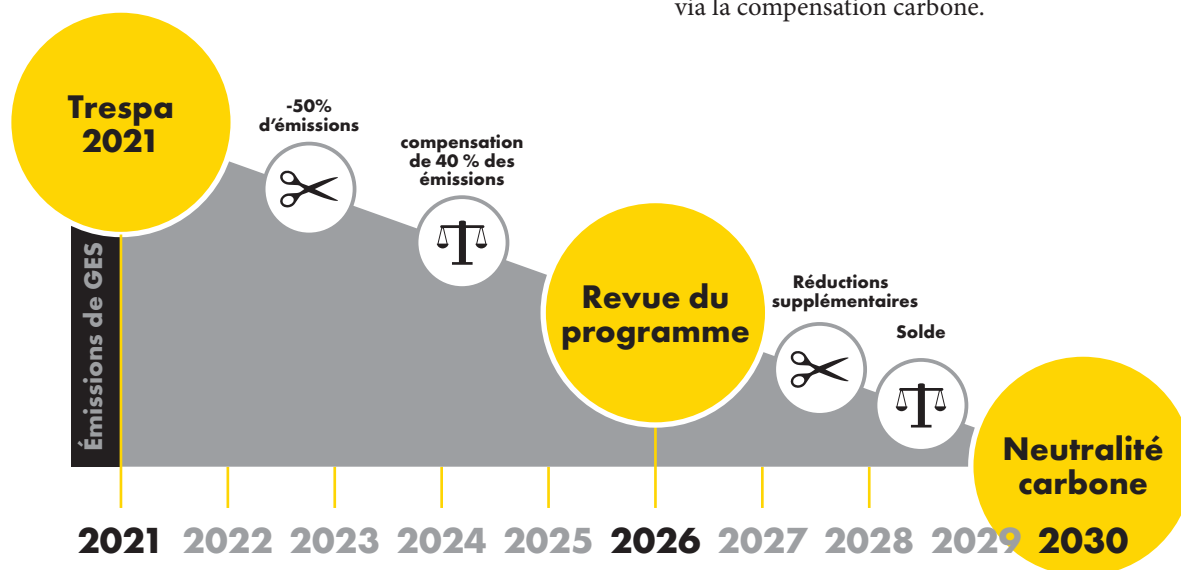 via la compensation carbone.
Trespa
2021
-50%
d'émissions
compensation
de 40 % des
émissions
Revue du
programme
Réductions
supplémentaires
Solde
Neutralité
carbone
Émissions de GES
2021 2022 2023 2024 2025 2026 2027 2028 2029 2030